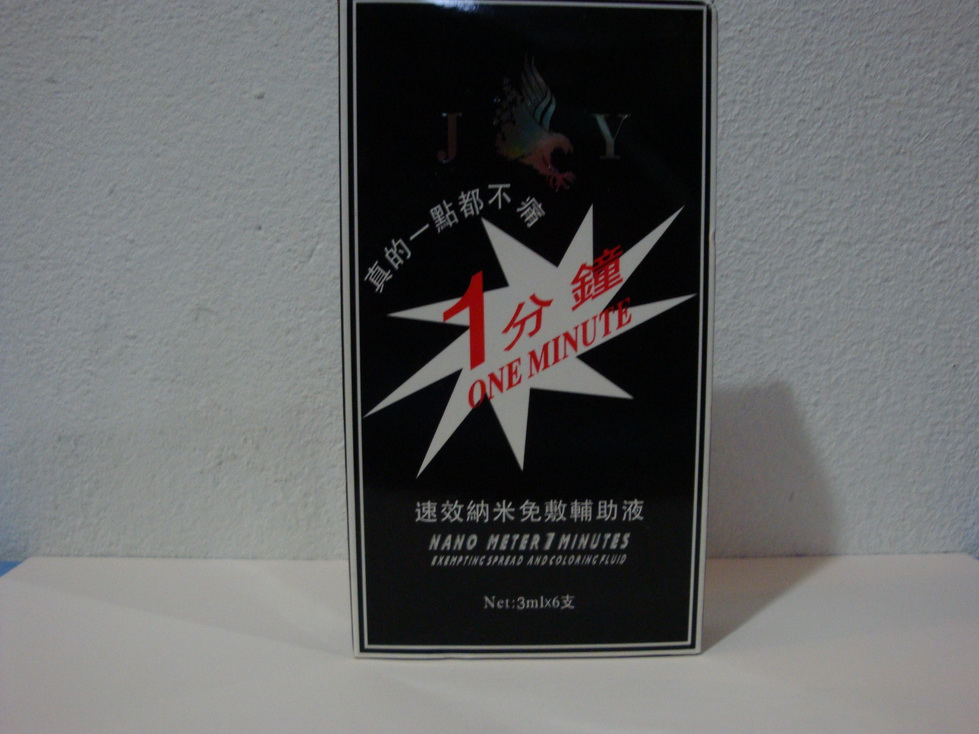 J Y
真的一點都不痛
1分鐘
ONE MINUTE
速效納米免敷輔助液
NANO METER 1 MINUTES
EXEMPTING SPREAD AND COLORING FLUID
Net:3ml×6支